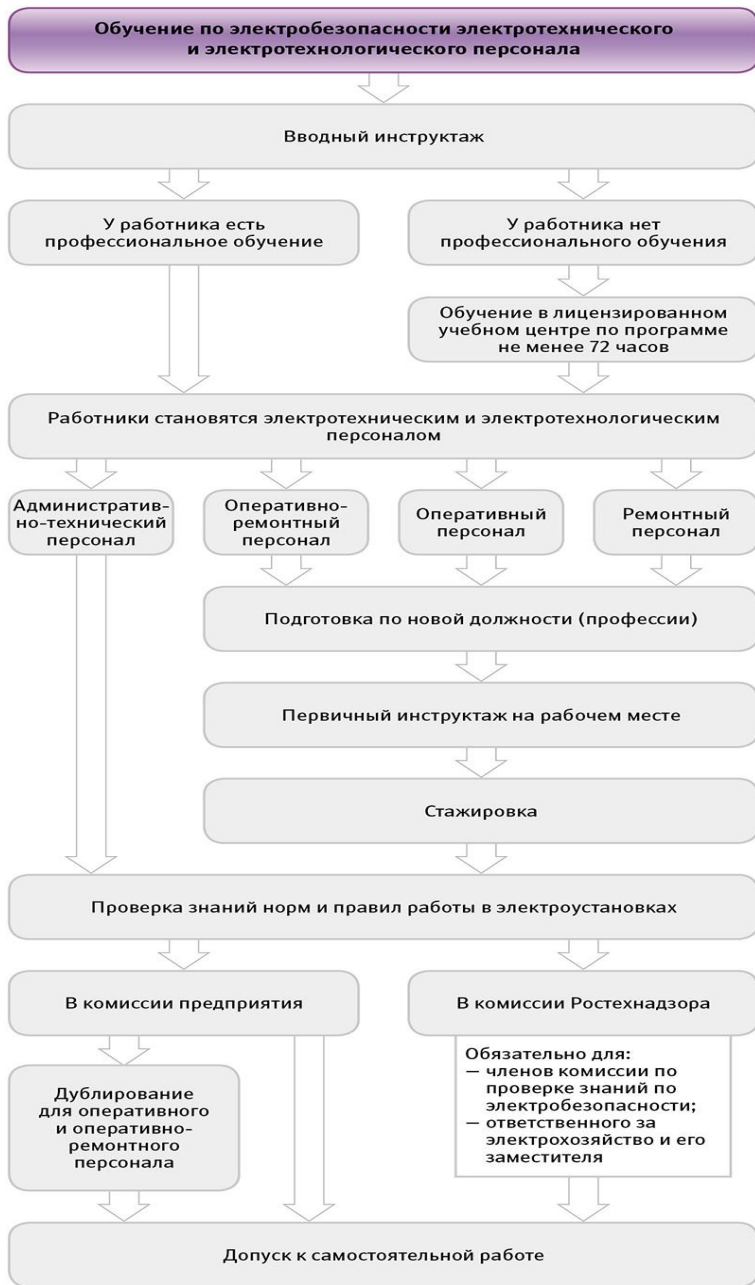 Обучение по электробезопасности электротехнического
и электротехнологического персонала
Вводный инструктаж
У работника есть
профессиональное обучение
У работника нет
профессионального обучения
Обучение в лицензированном
учебном центре по программе
не менее 72 часов
Работники становятся электротехническим и электротехнологическим
персоналом
Административ-
но-технический
персонал
Оперативно-
ремонтный
персонал
Оперативный
персонал
Ремонтный
персонал
Подготовка по новой должности (профессии)
Первичный инструктаж на рабочем месте
Стажировка
Проверка знаний норм и правил работы в электроустановках
В комиссии предприятия
В комиссии Ростехнадзора
Дублирование
для оперативного
и оперативно-
ремонтного
персонала
Обязательно для:
— членов комиссии по
проверке знаний по
электробезопасности;
— ответственного за
электрохозяйство и его
заместителя
Допуск к самостоятельной работе